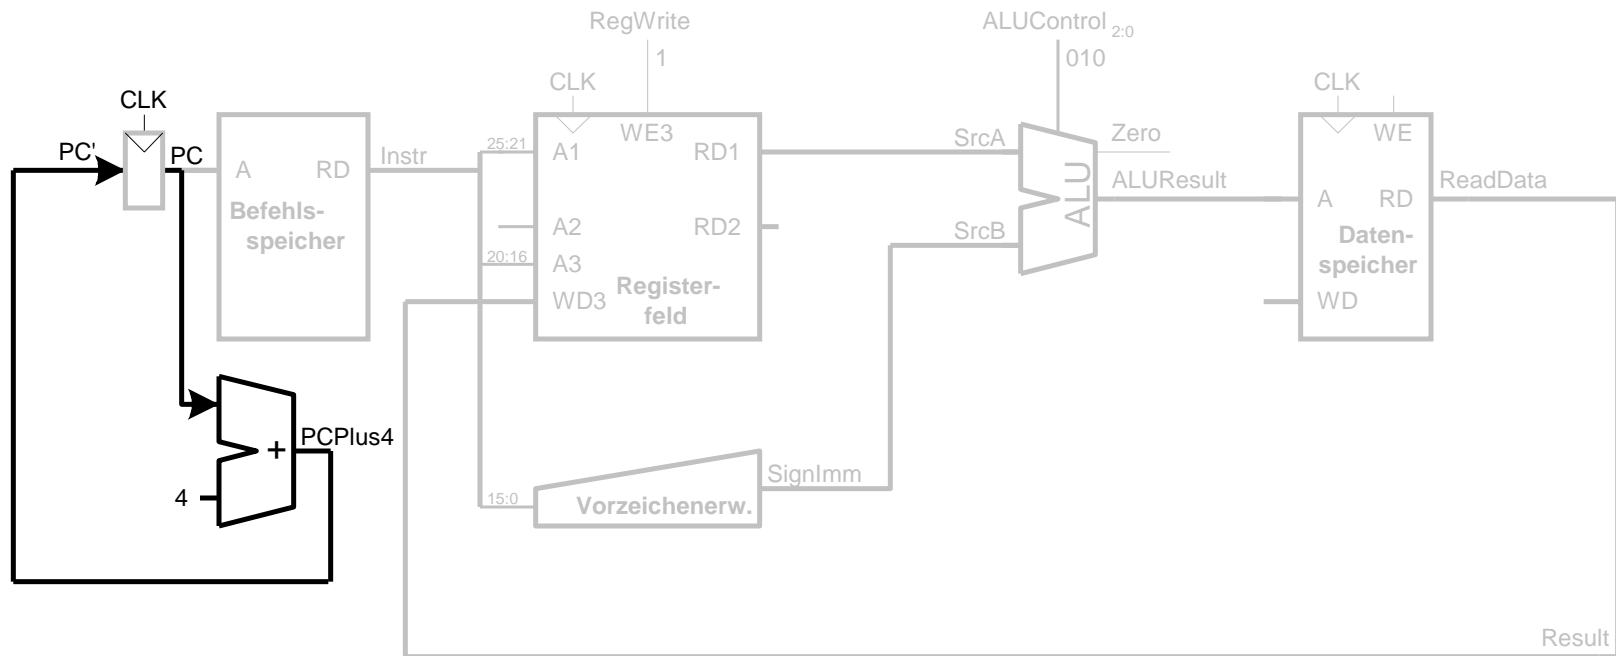 RegWrite
ALUControl 2:0
1
010
CLK
CLK
CLK
PC'
PC
A
RD
Instr
Befehls-
speicher
25:21
A1
WE3
RD1
A2
RD2
20:16
A3
WD3
Register-
feld
SrcA
SrcB
ALU
Zero
ALUResult
WE
A
RD
ReadData
Daten-
speicher
WD
+
PCPlus4
4
15:0
Vorzeichenerw.
SignImm
Result